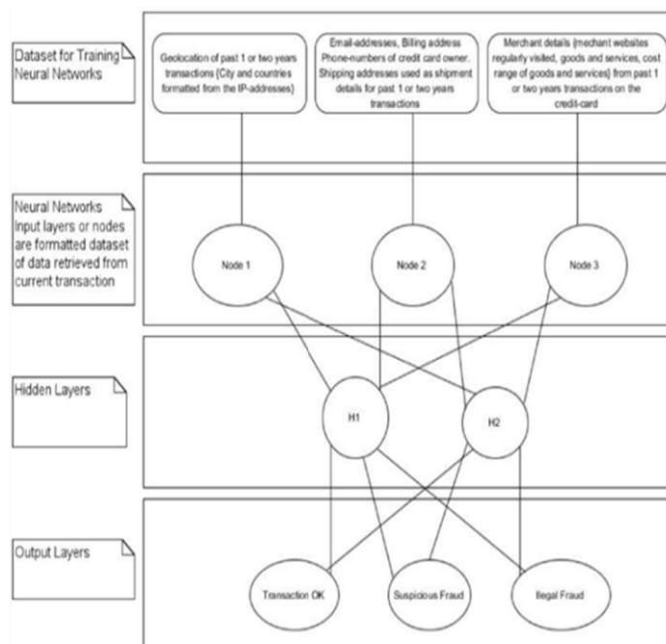 Dataset for Training
Neural Networks
Geolocation of past 1 or two years
transactions (City and countries
formatted from the IP-addresses)
Email-addresses, Billing address
Phone-numbers of credit card owner.
Shipping addresses used as shipment
details for past 1 or two years
transactions
Merchant details (mechant websites
regularly visited, goods and services, cost
range of goods and services) from past 1
or two years transactions on the
credit-card
Neural Networks
Input layers or nodes
are formatted dataset
of data retrieved from
current transaction
Node 1
Node 2
Node 3
Hidden Layers
H1
H2
Output Layers
Transaction OK
Suspicious Fraud
Ilegal Fraud